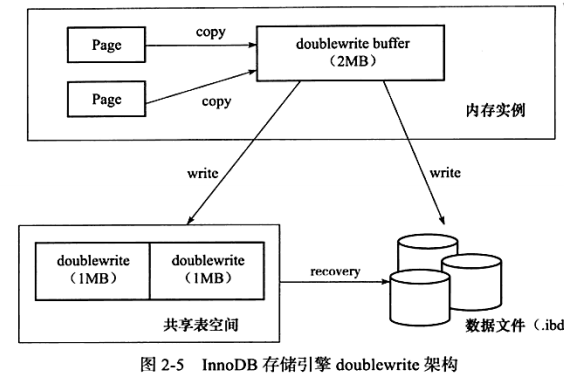 Page
copy
doublewrite buffer
（2MB）
Page
copy
内存实例
write
write
doublewrite
（1MB）
doublewrite
（1MB）
recovery
共享表空间
数据文件（.ibd
图 2-5 InnoDB 存储引擎 doublewrite 架构